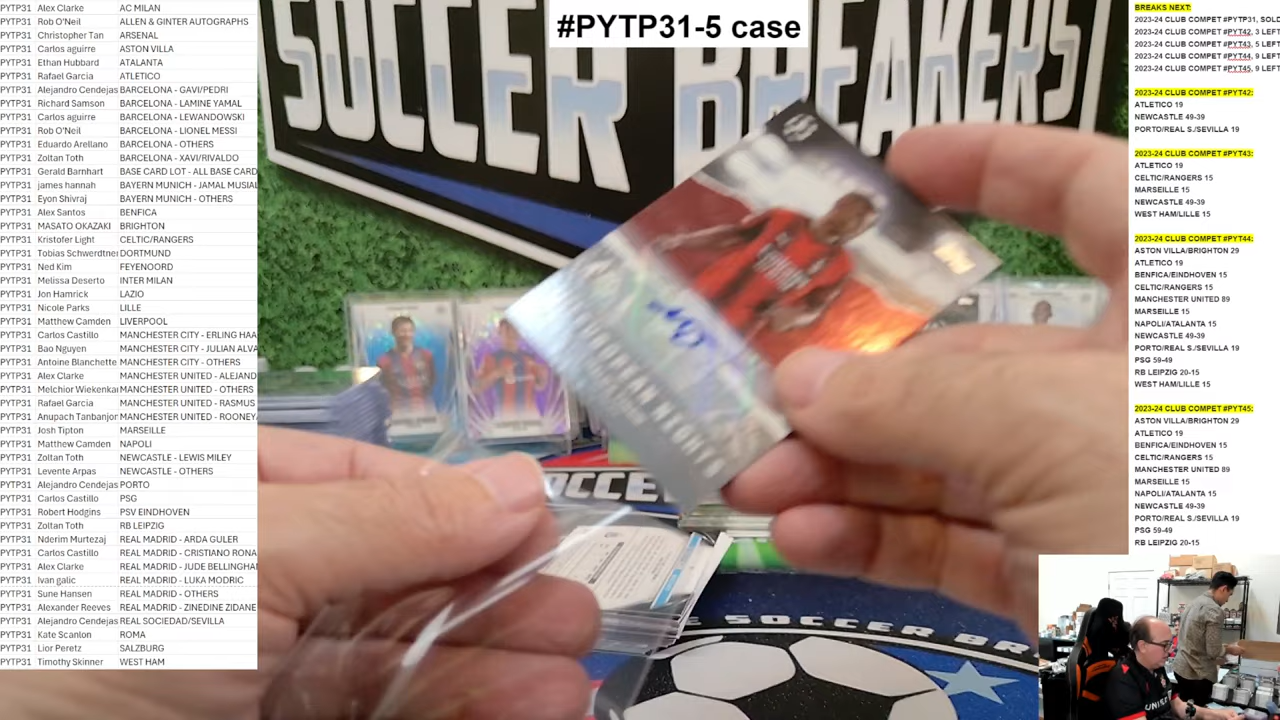 #PYTP31-5 case
SOCCER
BREAKERS
PYTP31 Alex Clarke AC MILAN
PYTP31 Rob O'Neil ALLEN & GINTER AUTOGRAPHS
PYTP31 Christopher Tan ARSENAL
PYTP31 Carlos aguirre ASTON VILLA
PYTP31 Ethan Hubbard ATALANTA
PYTP31 Rafael Garcia ATLETICO
PYTP31 Alejandro Cendejas BARCELONA - GAVI/PEDRI
PYTP31 Richard Samson BARCELONA - LAMINE YAMAL
PYTP31 Carlos aguirre BARCELONA - LEWANDOWSKI
PYTP31 Rob O'Neil BARCELONA - LIONEL MESSI
PYTP31 Eduardo Arellano BARCELONA - OTHERS
PYTP31 Zoltan Toth BARCELONA - XAVI/RIVALDO
PYTP31 Gerald Barnhart BASE CARD LOT - ALL BASE CARD
PYTP31 james hannah BAYERN MUNICH - JAMAL MUSIAL
PYTP31 Eyon Shivraj BAYERN MUNICH - OTHERS
PYTP31 Alex Santos BENFICA
PYTP31 MASATO OKAZAKI BRIGHTON
PYTP31 Kristofer Light CELTIC/RANGERS
PYTP31 Tobias Schwerdtner DORTMUND
PYTP31 Ned Kim FEYENOORD
PYTP31 Melissa Deserto INTER MILAN
PYTP31 Jon Hamrick LAZIO
PYTP31 Nicole Parks LILLE
PYTP31 Matthew Camden LIVERPOOL
PYTP31 Carlos Castillo MANCHESTER CITY - ERLING HAA
PYTP31 Bao Nguyen MANCHESTER CITY - JULIAN ALVA
PYTP31 Antoine Blanchette MANCHESTER CITY - OTHERS
PYTP31 Alex Clarke MANCHESTER UNITED - ALEJAND
PYTP31 Melchior Wiekenkar MANCHESTER UNITED - OTHERS
PYTP31 Rafael Garcia MANCHESTER UNITED - RASMUS
PYTP31 Anupach Tanbanjor MANCHESTER UNITED - ROONEY
PYTP31 Josh Tipton MARSEILLE
PYTP31 Matthew Camden NAPOLI
PYTP31 Zoltan Toth NEWCASTLE - LEWIS MILEY
PYTP31 Levente Arpas NEWCASTLE - OTHERS
PYTP31 Alejandro Cendejas PORTO
PYTP31 Carlos Castillo PSG
PYTP31 Robert Hodgins PSV EINDHOVEN
PYTP31 Zoltan Toth RB LEIPZIG
PYTP31 Nderim Murtezaj REAL MADRID - ARDA GULER
PYTP31 Carlos Castillo REAL MADRID - CRISTIANO RONA
PYTP31 Alex Clarke REAL MADRID - JUDE BELLINGHAM
PYTP31 Ivan galic REAL MADRID - LUKA MODRIC
PYTP31 Sune Hansen REAL MADRID - OTHERS
PYTP31 Alexander Reeves REAL MADRID - ZINEDINE ZIDANE
PYTP31 Alejandro Cendejas REAL SOCIEDAD/SEVILLA
PYTP31 Kate Scanlon ROMA
PYTP31 Lior Peretz SALZBURG
PYTP31 Timothy Skinner WEST HAM
BREAKS NEXT:
2023-24 CLUB COMPET #PYTP31, SOLD
2023-24 CLUB COMPET #PYT42, 3 LEFT
2023-24 CLUB COMPET #PYT43, 5 LEFT
2023-24 CLUB COMPET #PYT44, 9 LEFT
2023-24 CLUB COMPET #PYT45, 9 LEFT
2023-24 CLUB COMPET #PYT42:
ATLETICO 19
NEWCASTLE 49-39
PORTO/REAL S./SEVILLA 19
2023-24 CLUB COMPET #PYT43:
ATLETICO 19
CELTIC/RANGERS 15
MARSEILLE 15
NEWCASTLE 49-39
WEST HAM/LILLE 15
2023-24 CLUB COMPET #PYT44:
ASTON VILLA/BRIGHTON 29
ATLETICO 19
BENFICA/EINDHOVEN 15
CELTIC/RANGERS 15
MANCHESTER UNITED 89
MARSEILLE 15
NAPOLI/ATALANTA 15
NEWCASTLE 49-39
PORTO/REAL S./SEVILLA 19
PSG 59-49
RB LEIPZIG 20-15
WEST HAM/LILLE 15
2023-24 CLUB COMPET #PYT45:
ASTON VILLA/BRIGHTON 29
ATLETICO 19
BENFICA/EINDHOVEN 15
CELTIC/RANGERS 15
MANCHESTER UNITED 89
MARSEILLE 15
NAPOLI/ATALANTA 15
NEWCASTLE 49-39
PORTO/REAL S./SEVILLA 19
PSG 59-49
RB LEIPZIG 20-15
SOCCER